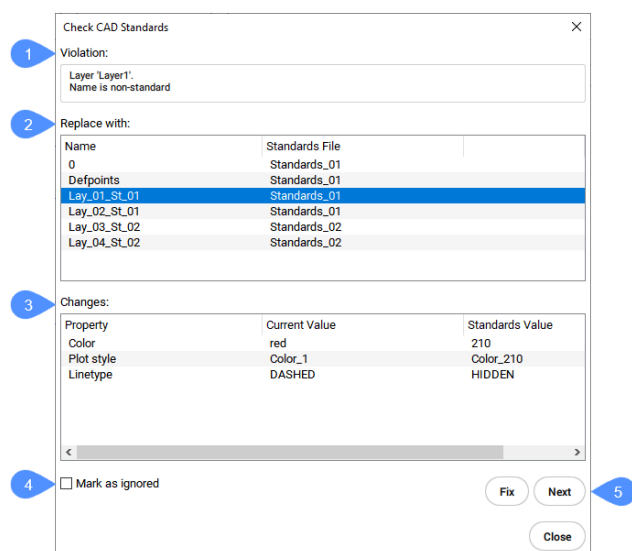 Check CAD Standards
1
Violation:
Layer 'Layer1'.
Name is non-standard
2
Replace with:
Name Standards File
0 Standards_01
Defpoints Standards_01
Lay_01_St_01 Standards_01
Lay_02_St_01 Standards_01
Lay_03_St_02 Standards_02
Lay_04_St_02 Standards_02
3
Changes:
Property Current Value Standards Value
Color red 210
Plot style Color_1 Color_210
Linetype DASHED HIDDEN
4
Mark as ignored
Fix Next
5
Close